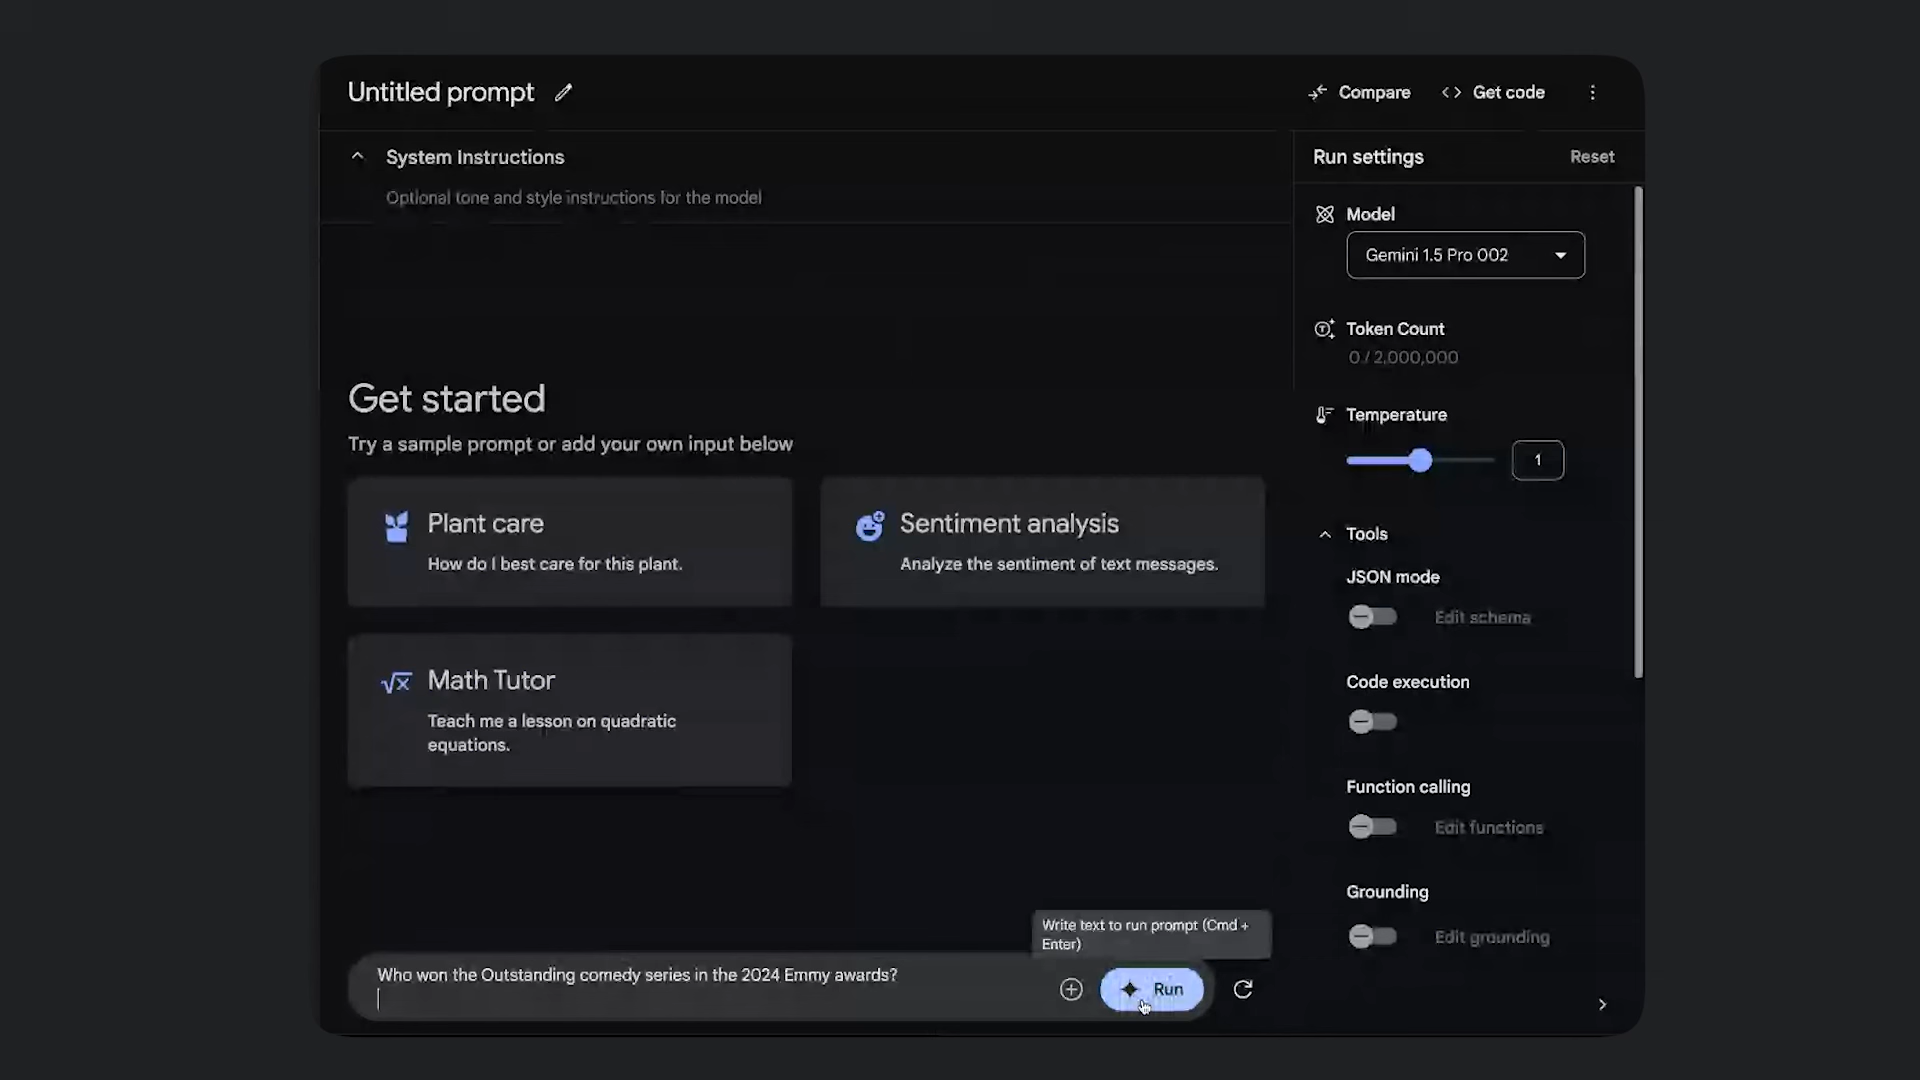 Untitled prompt
Compare
Get code
System Instructions
Optional tone and style instructions for the model
Run settings
Reset
Model
Gemini 1.5 Pro 002
Token Count
0 / 2,000,000
Temperature
1
Get started
Try a sample prompt or add your own input below
Plant care
How do I best care for this plant.
Sentiment analysis
Analyze the sentiment of text messages.
Math Tutor
Teach me a lesson on quadratic
equations.
Tools
JSON mode
Edit schema
Code execution
Function calling
Edit functions
Grounding
Edit grounding
Write text to run prompt (Cmd +
Enter)
Who won the Outstanding comedy series in the 2024 Emmy awards?
Run